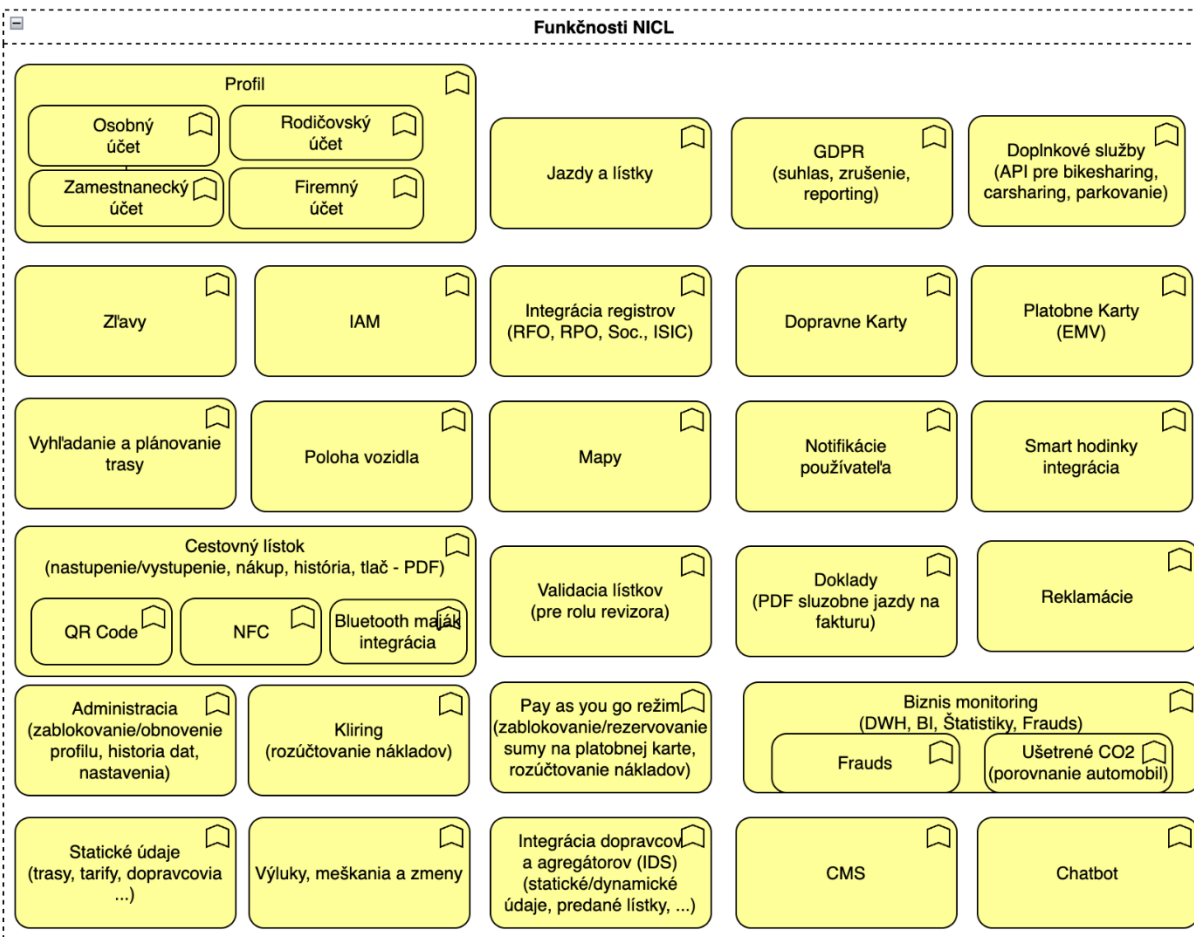 Funkčnosti NICL
Profil
Osobný
účet
Rodičovský
účet
Zamestnanecký
účet
Firemný
účet
Jazdy a lístky
GDPR
(suhlas, zrušenie,
reporting)
Doplnkové služby
(API pre bikesharing,
carsharing, parkovanie)
Zľavy
IAM
Integrácia registrov
(RFO, RPO, Soc., ISIC)
Dopravne Karty
Platobne Karty
(EMV)
Vyhľadanie a plánovanie
trasy
Poloha vozidla
Mapy
Notifikácie
používateľa
Smart hodinky
integrácia
Cestovný lístok
(nastupenie/vystupenie, nákup, história, tlač - PDF)
QR Code
NFC
Bluetooth maják
integrácia
Validacia lístkov
(pre rolu revizora)
Doklady
(PDF sluzobne jazdy na
fakturu)
Reklamácie
Administracia
(zablokovanie/obnovenie
profilu, historia dat,
nastavenia)
Kliring
(rozúčtovanie nákladov)
Pay as you go režim
(zablokovanie/rezervovanie
sumy na platobnej karte,
rozúčtovanie nákladov)
Biznis monitoring
(DWH, BI, Štatistiky, Frauds)
Frauds
Ušetrené CO2
(porovnanie automobil)
Statické údaje
(trasy, tarify, dopravcovia
...)
Výluky, meškania a zmeny
Integrácia dopravcov
a agregátorov (IDS)
(statické/dynamické
údaje, predané lístky, ...)
CMS
Chatbot